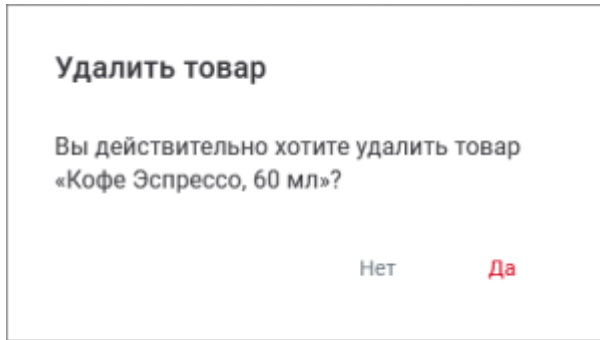 Удалить товар
Вы действительно хотите удалить товар
«Кофе Эспрессо, 60 мл»?
Нет Да